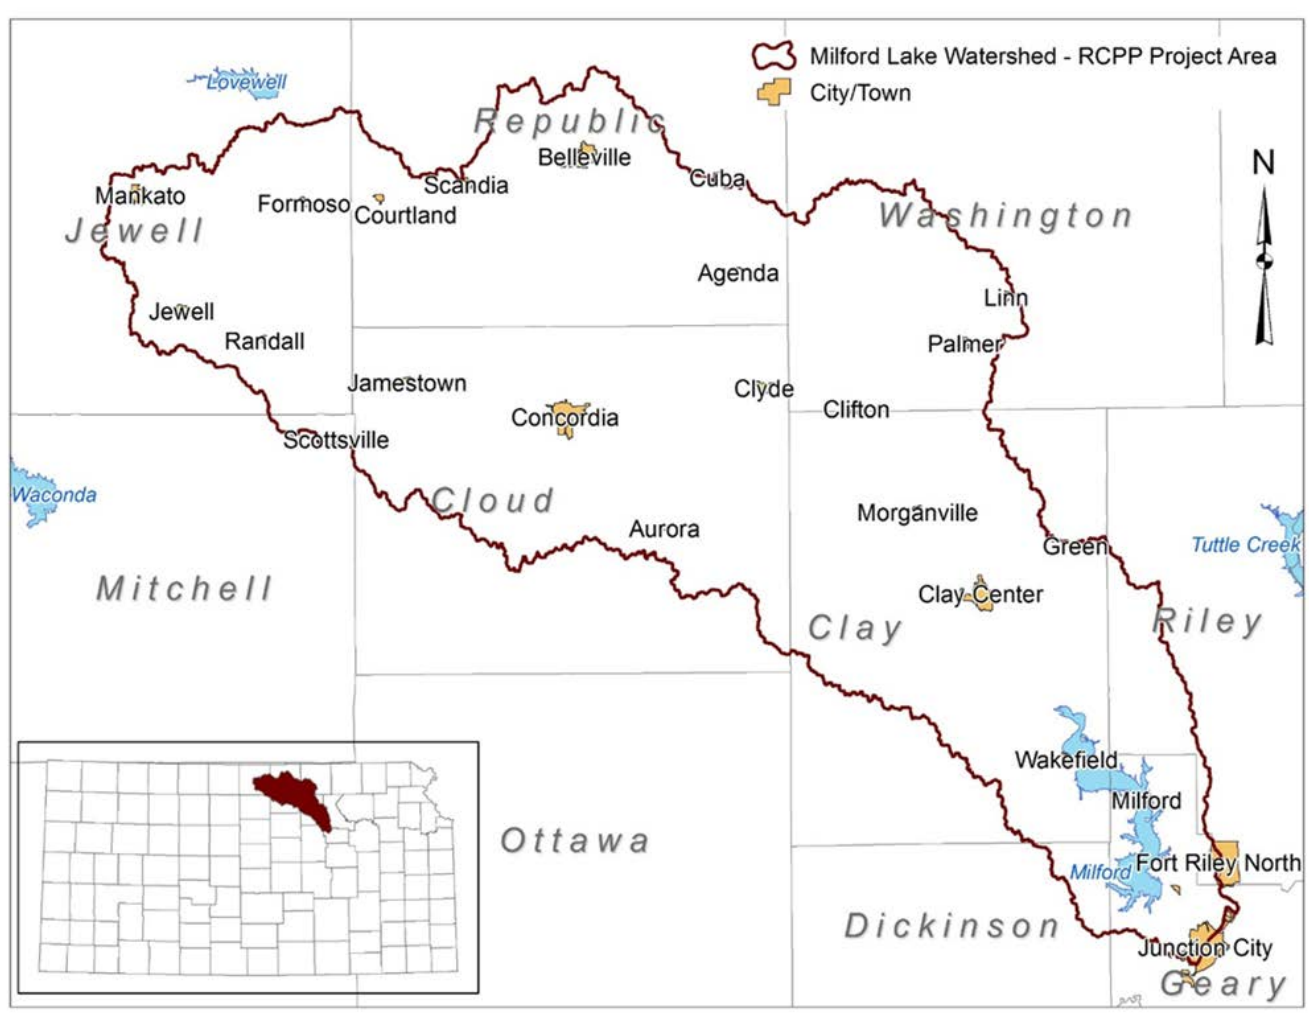 Milford Lake Watershed - RCPP Project Area
City/Town
Lovewell
Republic
Belleville
N
Mankato
Formoso
Courtland
Scandia
Cuba
Jewell
Washington
Agenda
Linn
Jewell
Randall
Palmer
Jamestown
Concordia
Clyde
Clifton
Scottsville
Waconda
Cloud
Aurora
Morganville
Green
Tuttle Creek
Mitchell
Clay Center
Clay
Riley
Wakefield
Milford
Ottawa
Milford
Fort Riley North
Dickinson
Junction City
Geary